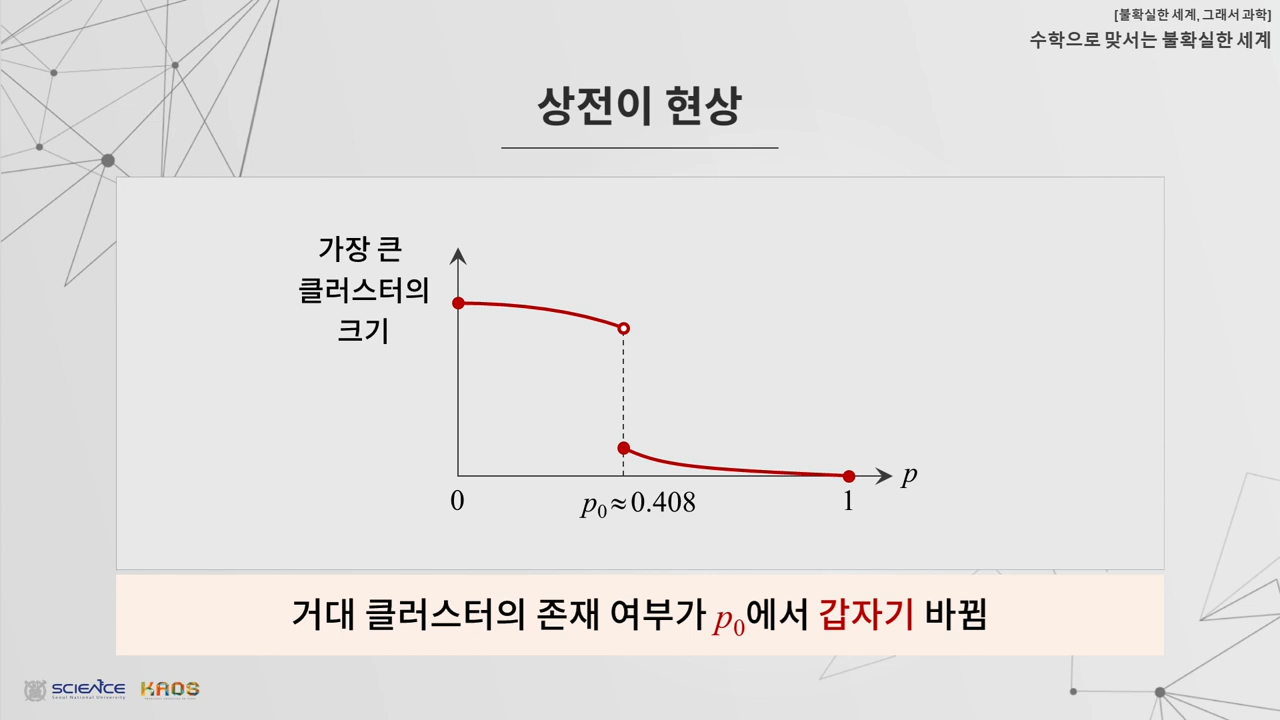 [불확실한 세계, 그래서 과학]
수학으로 맞서는 불확실한 세계
상전이 현상
가장 큰
클러스터의
크기
p
0
p₀≈0.408
1
거대 클러스터의 존재 여부가 p₀에서 갑자기 바뀜
SCIENCE
Seoul National University
KAOS